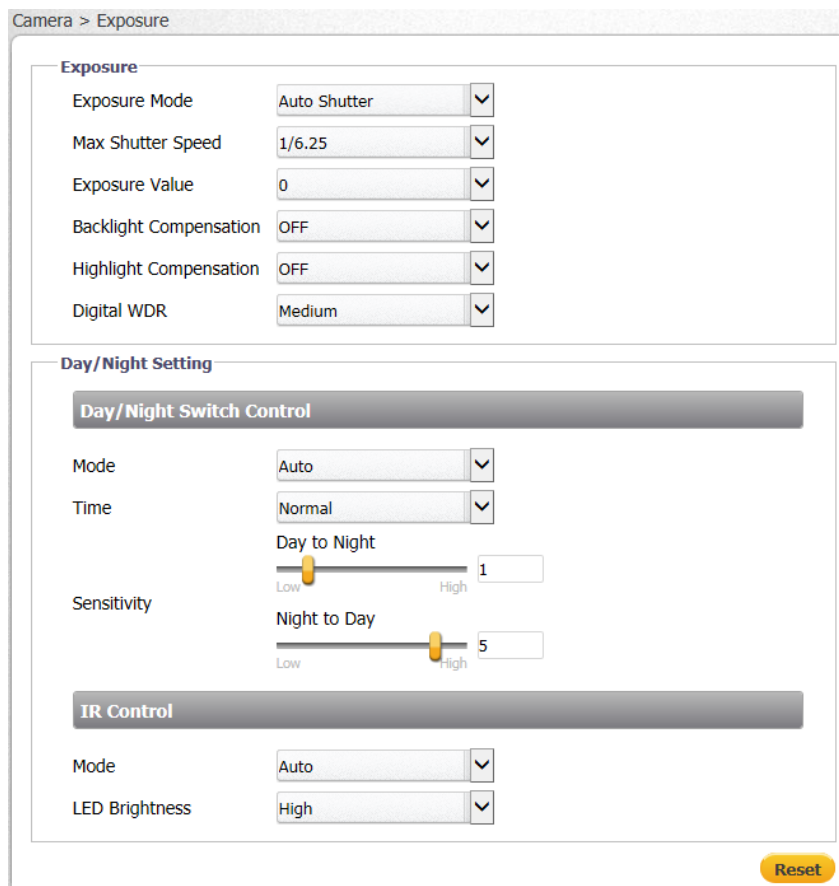 Camera > Exposure
Exposure
Exposure Mode Auto Shutter
Max Shutter Speed 1/6.25
Exposure Value 0
Backlight Compensation OFF
Highlight Compensation OFF
Digital WDR Medium
Day/Night Setting
Day/Night Switch Control
Mode Auto
Time Normal
Day to Night
1
Low High
Sensitivity
Night to Day
5
Low High
IR Control
Mode Auto
LED Brightness High
Reset